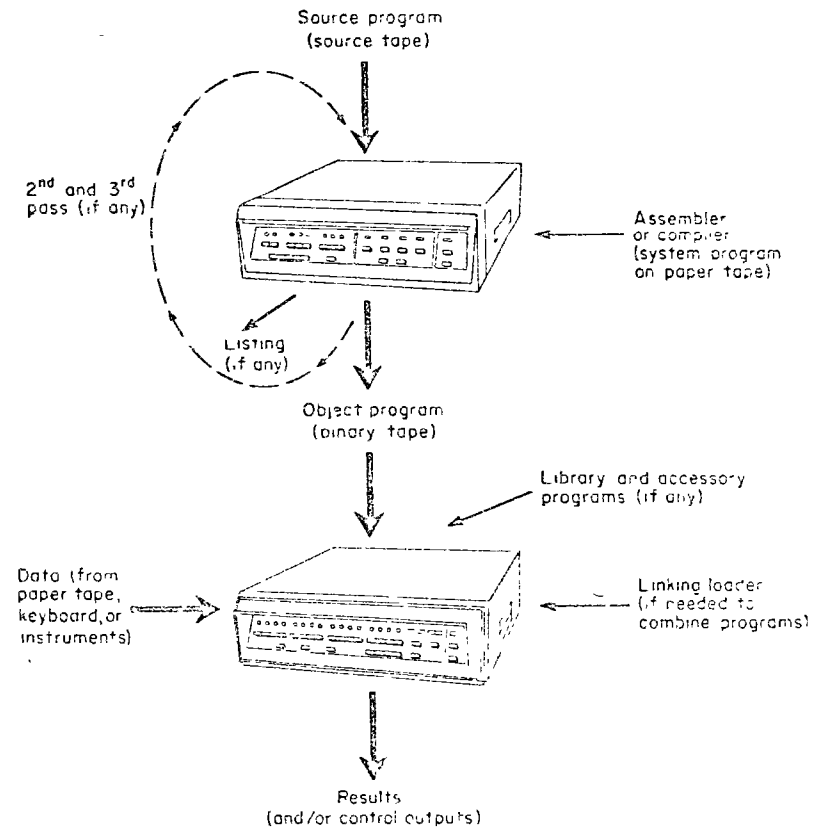 Source program
(source tape)
2nd and 3rd
pass (if any)
Assembler
or compiler
(system program
on paper tape)
Listing
(if any)
Object program
(binary tape)
Library and accessory
programs (if any)
Data (from
paper tape,
keyboard, or
instruments)
Linking loader
(if needed to
combine programs)
Results
(and/or control outputs)